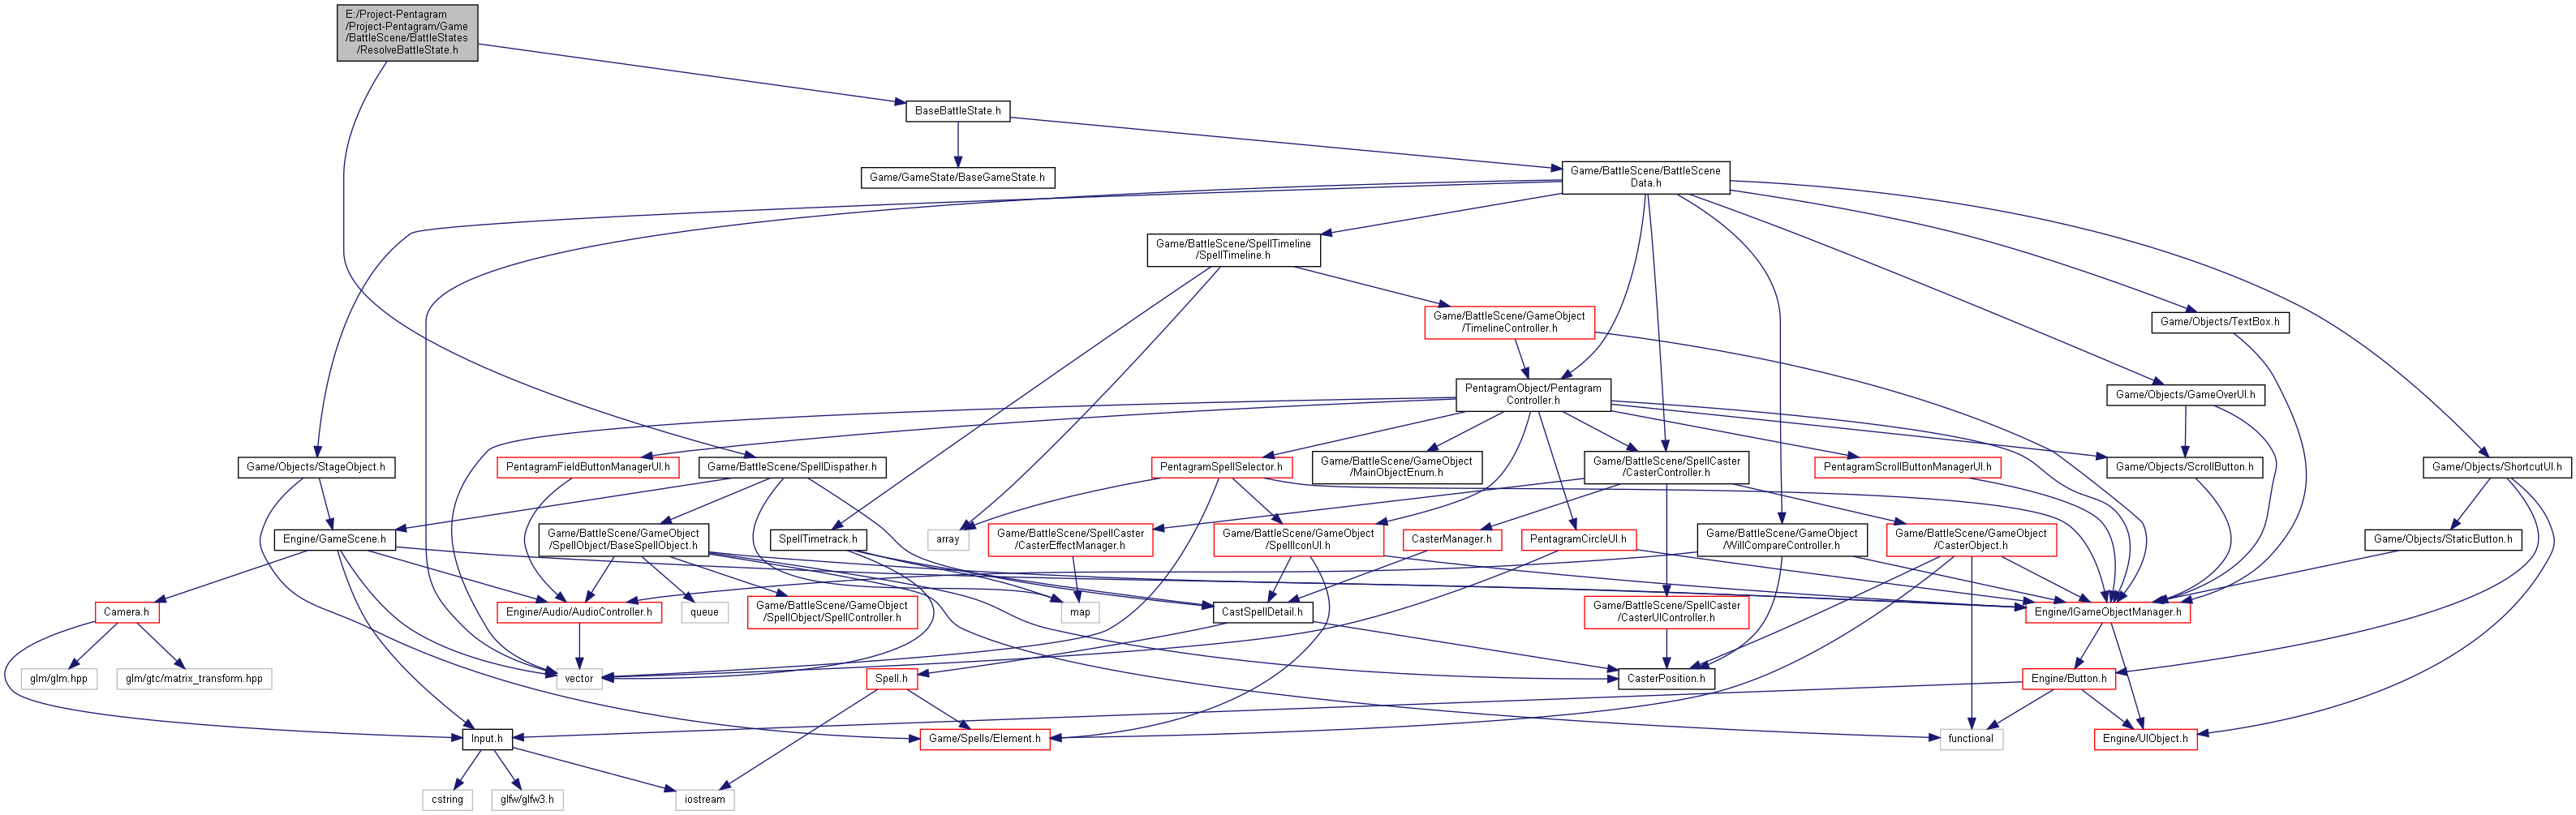 E:/Project-Pentagram
/Project-Pentagram/Game
/BattleScene/BattleStates
/ResolveBattleState.h
BaseBattleState.h
Game/GameState/BaseGameState.h
Game/BattleScene/BattleScene
Data.h
Game/BattleScene/SpellTimeline
/SpellTimeline.h
Game/BattleScene/GameObject
/TimelineController.h
Game/Objects/TextBox.h
PentagramObject/Pentagram
Controller.h
Game/Objects/GameOverUI.h
Game/Objects/StageObject.h
PentagramFieldButtonManagerUI.h
Game/BattleScene/SpellDispather.h
PentagramSpellSelector.h
Game/BattleScene/GameObject
/MainObjectEnum.h
Game/BattleScene/SpellCaster
/CasterController.h
PentagramScrollButtonManagerUI.h
Game/Objects/ScrollButton.h
Game/Objects/ShortcutUI.h
Engine/GameScene.h
Game/BattleScene/GameObject
/SpellObject/BaseSpellObject.h
SpellTimetrack.h
array
Game/BattleScene/SpellCaster
/CasterEffectManager.h
Game/BattleScene/GameObject
/SpellIconUI.h
CasterManager.h
PentagramCircleUI.h
Game/BattleScene/GameObject
/WillCompareController.h
Game/BattleScene/GameObject
/CasterObject.h
Game/Objects/StaticButton.h
Camera.h
Engine/Audio/AudioController.h
queue
Game/BattleScene/GameObject
/SpellObject/SpellController.h
map
CastSpellDetail.h
Game/BattleScene/SpellCaster
/CasterUIController.h
Engine/IGameObjectManager.h
glm/glm.hpp
glm/gtc/matrix_transform.hpp
vector
Spell.h
CasterPosition.h
Engine/Button.h
Input.h
Game/Spells/Element.h
functional
Engine/UIObject.h
cstring
glfw/glfw3.h
iostream